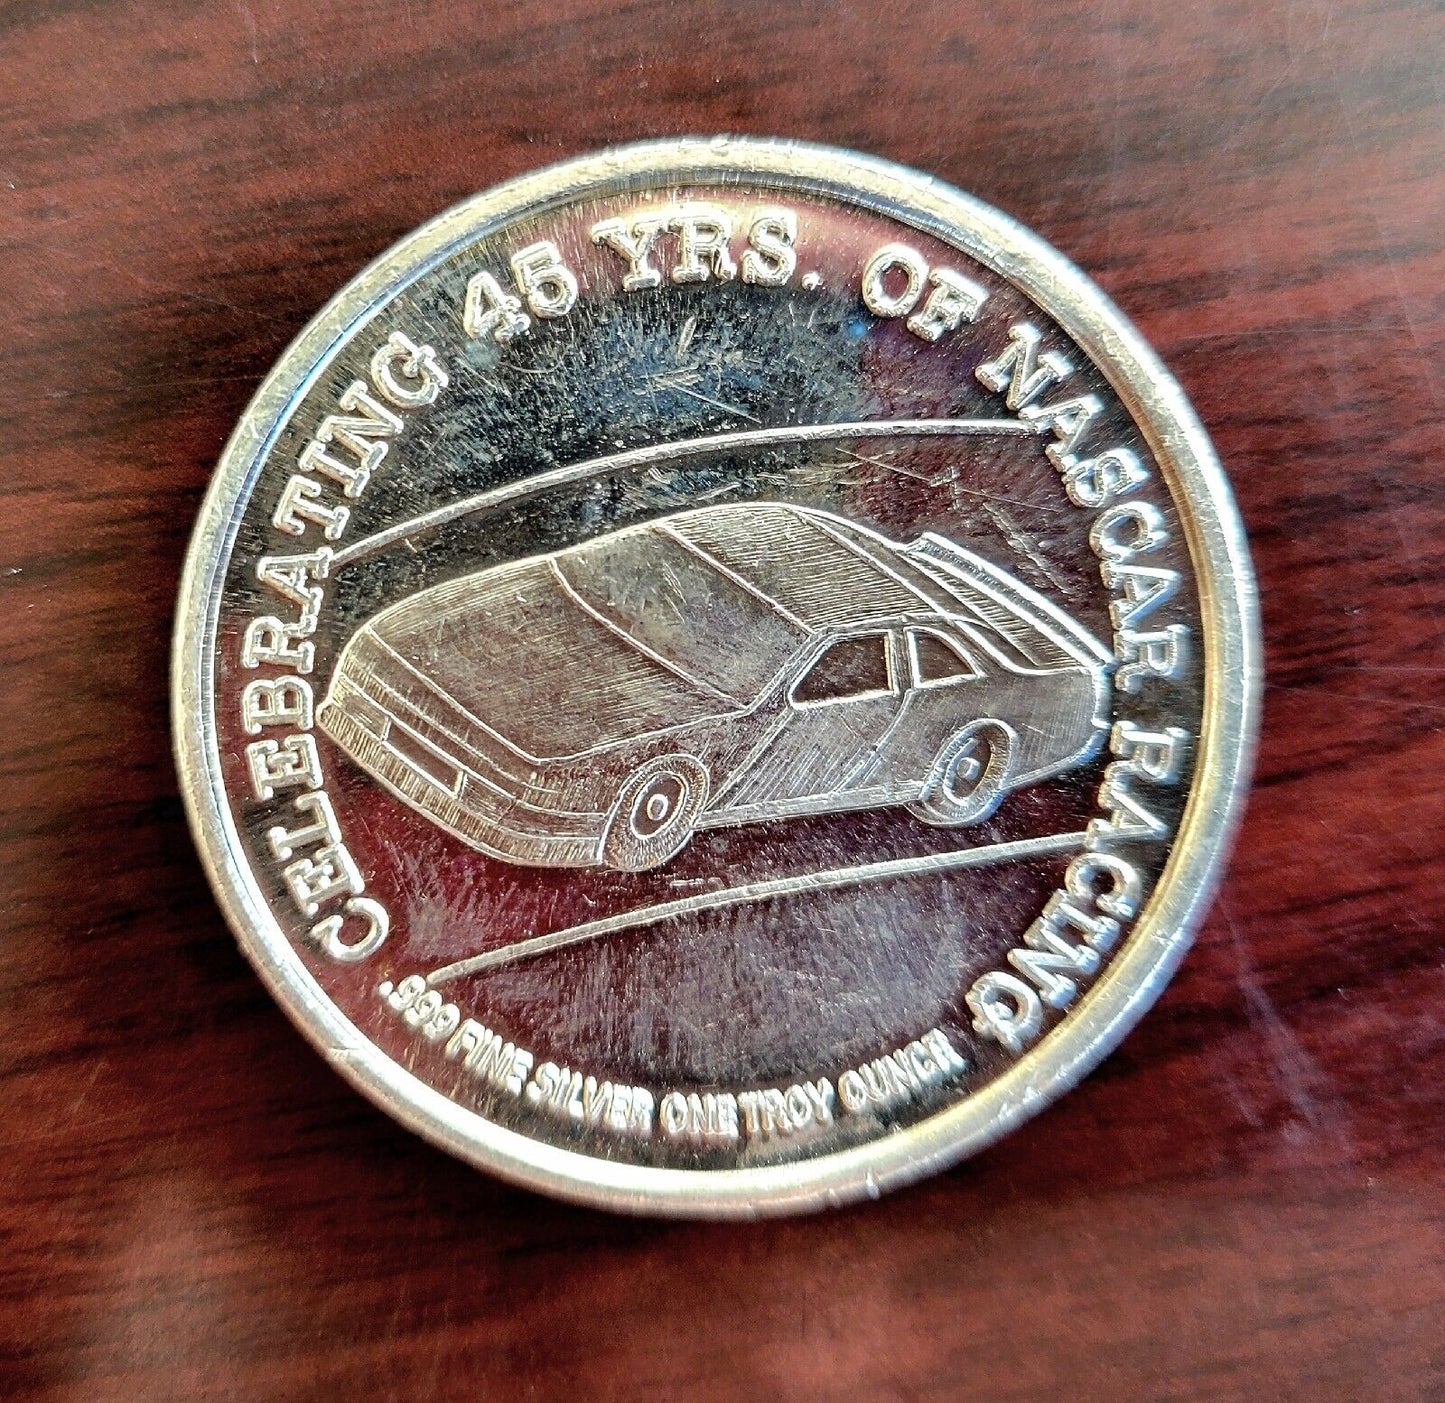 CELEBRATING 45 YRS. OF NASCAR RACING
.999 FINE SILVER ONE TROY OUNCE